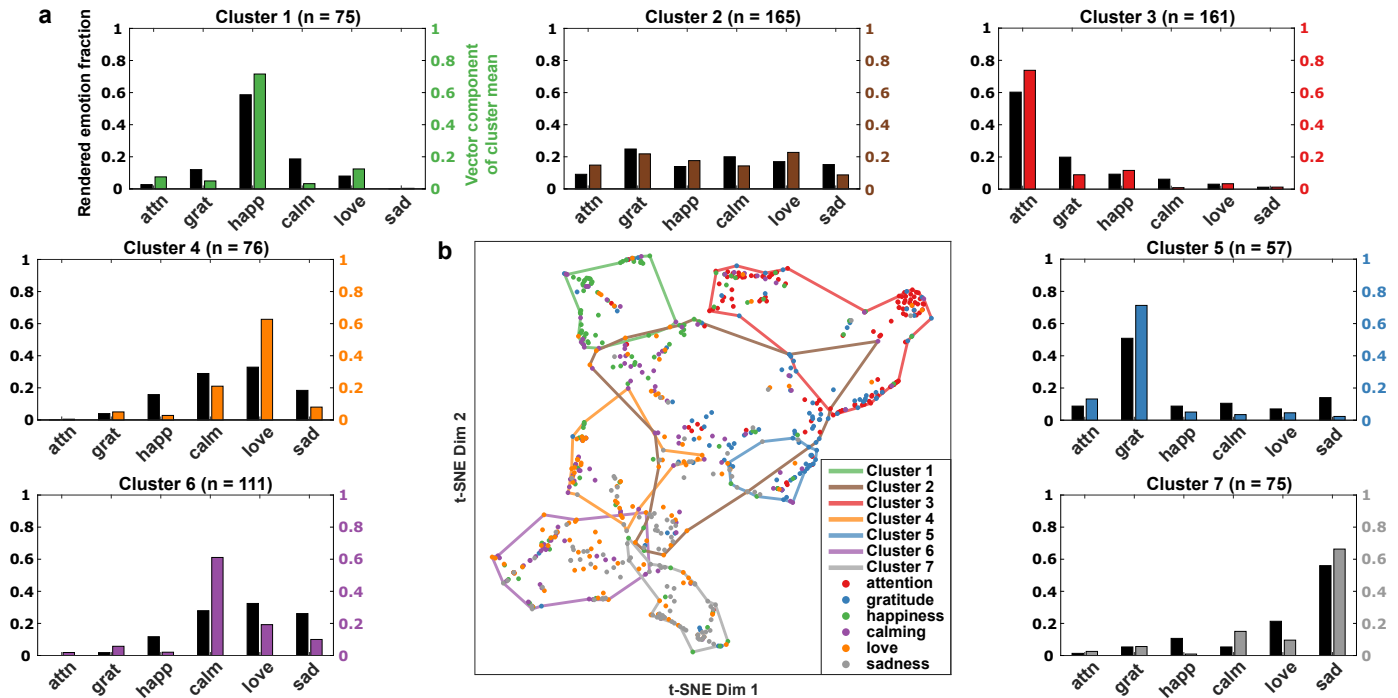 a
Cluster 1 (n = 75)
Rendered emotion fraction
1
0.8
0.6
0.4
0.2
0
1
0.8
0.6
0.4
0.2
0
Vector component
of cluster mean
attn grat happ calm love sad
Cluster 2 (n = 165)
1
0.8
0.6
0.4
0.2
0
1
0.8
0.6
0.4
0.2
0
attn grat happ calm love sad
Cluster 3 (n = 161)
1
0.8
0.6
0.4
0.2
0
1
0.8
0.6
0.4
0.2
0
attn grat happ calm love sad
Cluster 4 (n = 76)
1
0.8
0.6
0.4
0.2
0
1
0.8
0.6
0.4
0.2
0
attn grat happ calm love sad
b
t-SNE Dim 2
t-SNE Dim 1
Cluster 1
Cluster 2
Cluster 3
Cluster 4
Cluster 5
Cluster 6
Cluster 7
attention
gratitude
happiness
calming
love
sadness
Cluster 5 (n = 57)
1
0.8
0.6
0.4
0.2
0
1
0.8
0.6
0.4
0.2
0
attn grat happ calm love sad
Cluster 6 (n = 111)
1
0.8
0.6
0.4
0.2
0
1
0.8
0.6
0.4
0.2
0
attn grat happ calm love sad
Cluster 7 (n = 75)
1
0.8
0.6
0.4
0.2
0
1
0.8
0.6
0.4
0.2
0
attn grat happ calm love sad